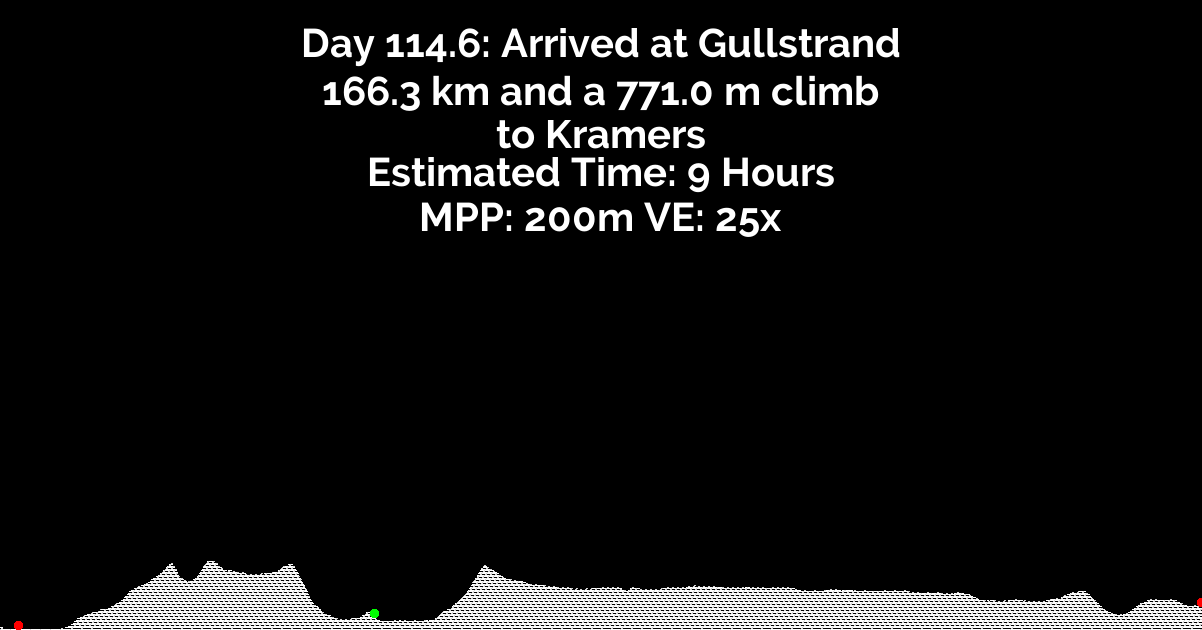 Day 114.6: Arrived at Gullstrand
166.3 km and a 771.0 m climb
to Kramers
Estimated Time: 9 Hours
MPP: 200m VE: 25x